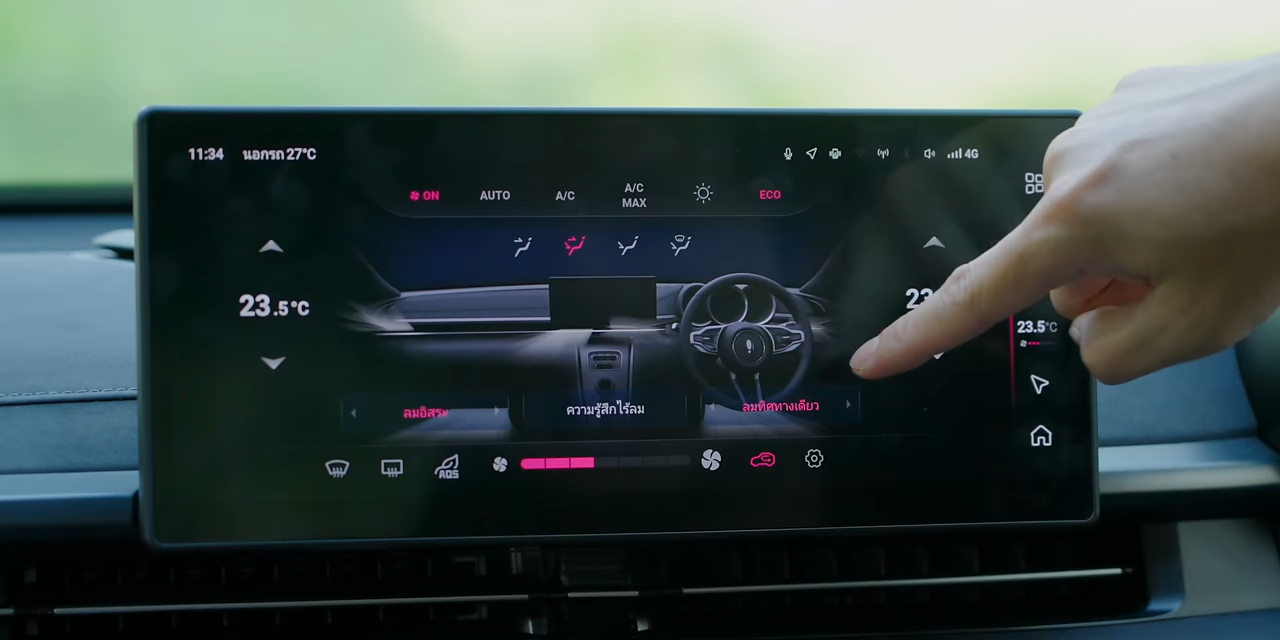 11:34 นอกรถ 27°C
4G
ON AUTO A/C A/C MAX ECO
23.5°C
23
23.5°C
ลมอิสระ ความรู้สึกไร้ลม ลมทิศทางเดียว
AQS